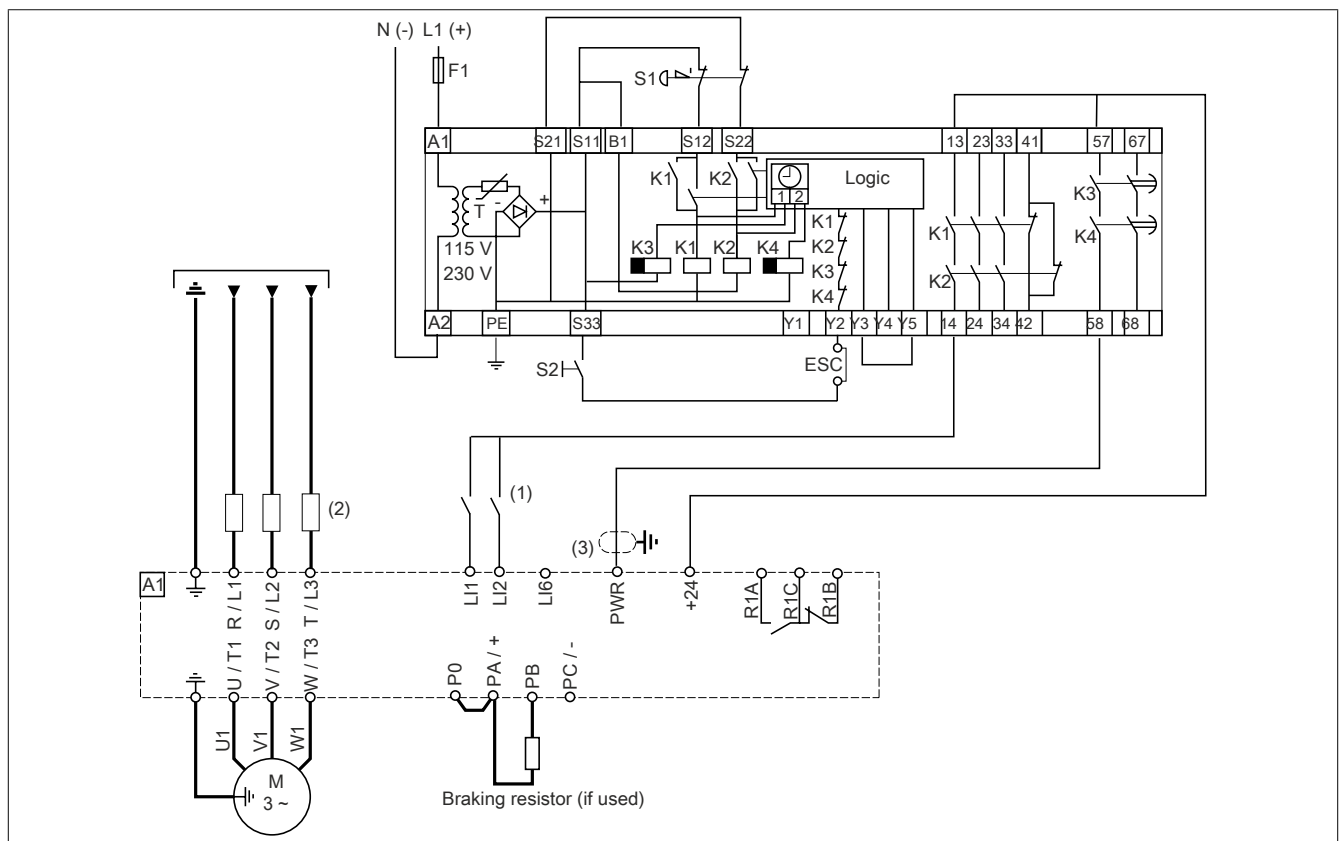 N (-) L1 (+)
F1
S1
A1 S21 S11 B1 S12 S22 13 23 33 41 57 67
K1 K2 1 2 Logic
T - +
K3
115 V
230 V
K3 K1 K2 K4
K1
K2
K3
K4
K1
K2
K4
A2 PE S33 Y1 Y2 Y3 Y4 Y5 14 24 34 42 58 68
S2
ESC
(1)
(2)
(3)
A1
R / L1
S / L2
T / L3
LI1
LI2
LI6
PWR
+24
R1A
R1C
R1B
U / T1
V / T2
W / T3
P0
PA / +
PB
PC / -
U1
V1
W1
M
3 ~
Braking resistor (if used)